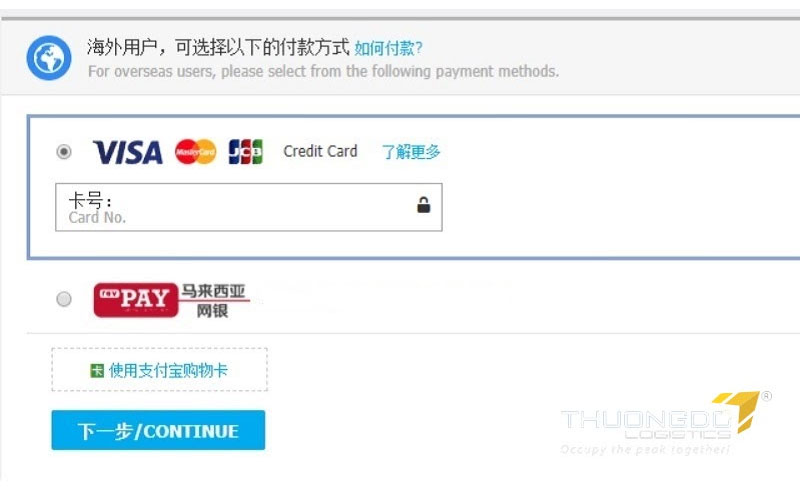 海外用户，可选择以下的付款方式 如何付款?
For overseas users, please select from the following payment methods.
VISA MasterCard JCB Credit Card 了解更多
卡号：
Card No.
PAY 马来西亚
网银
卡 使用支付宝购物卡
下一步/CONTINUE
THUONGDO ®
LOGISTICS
Occupy the peak together!